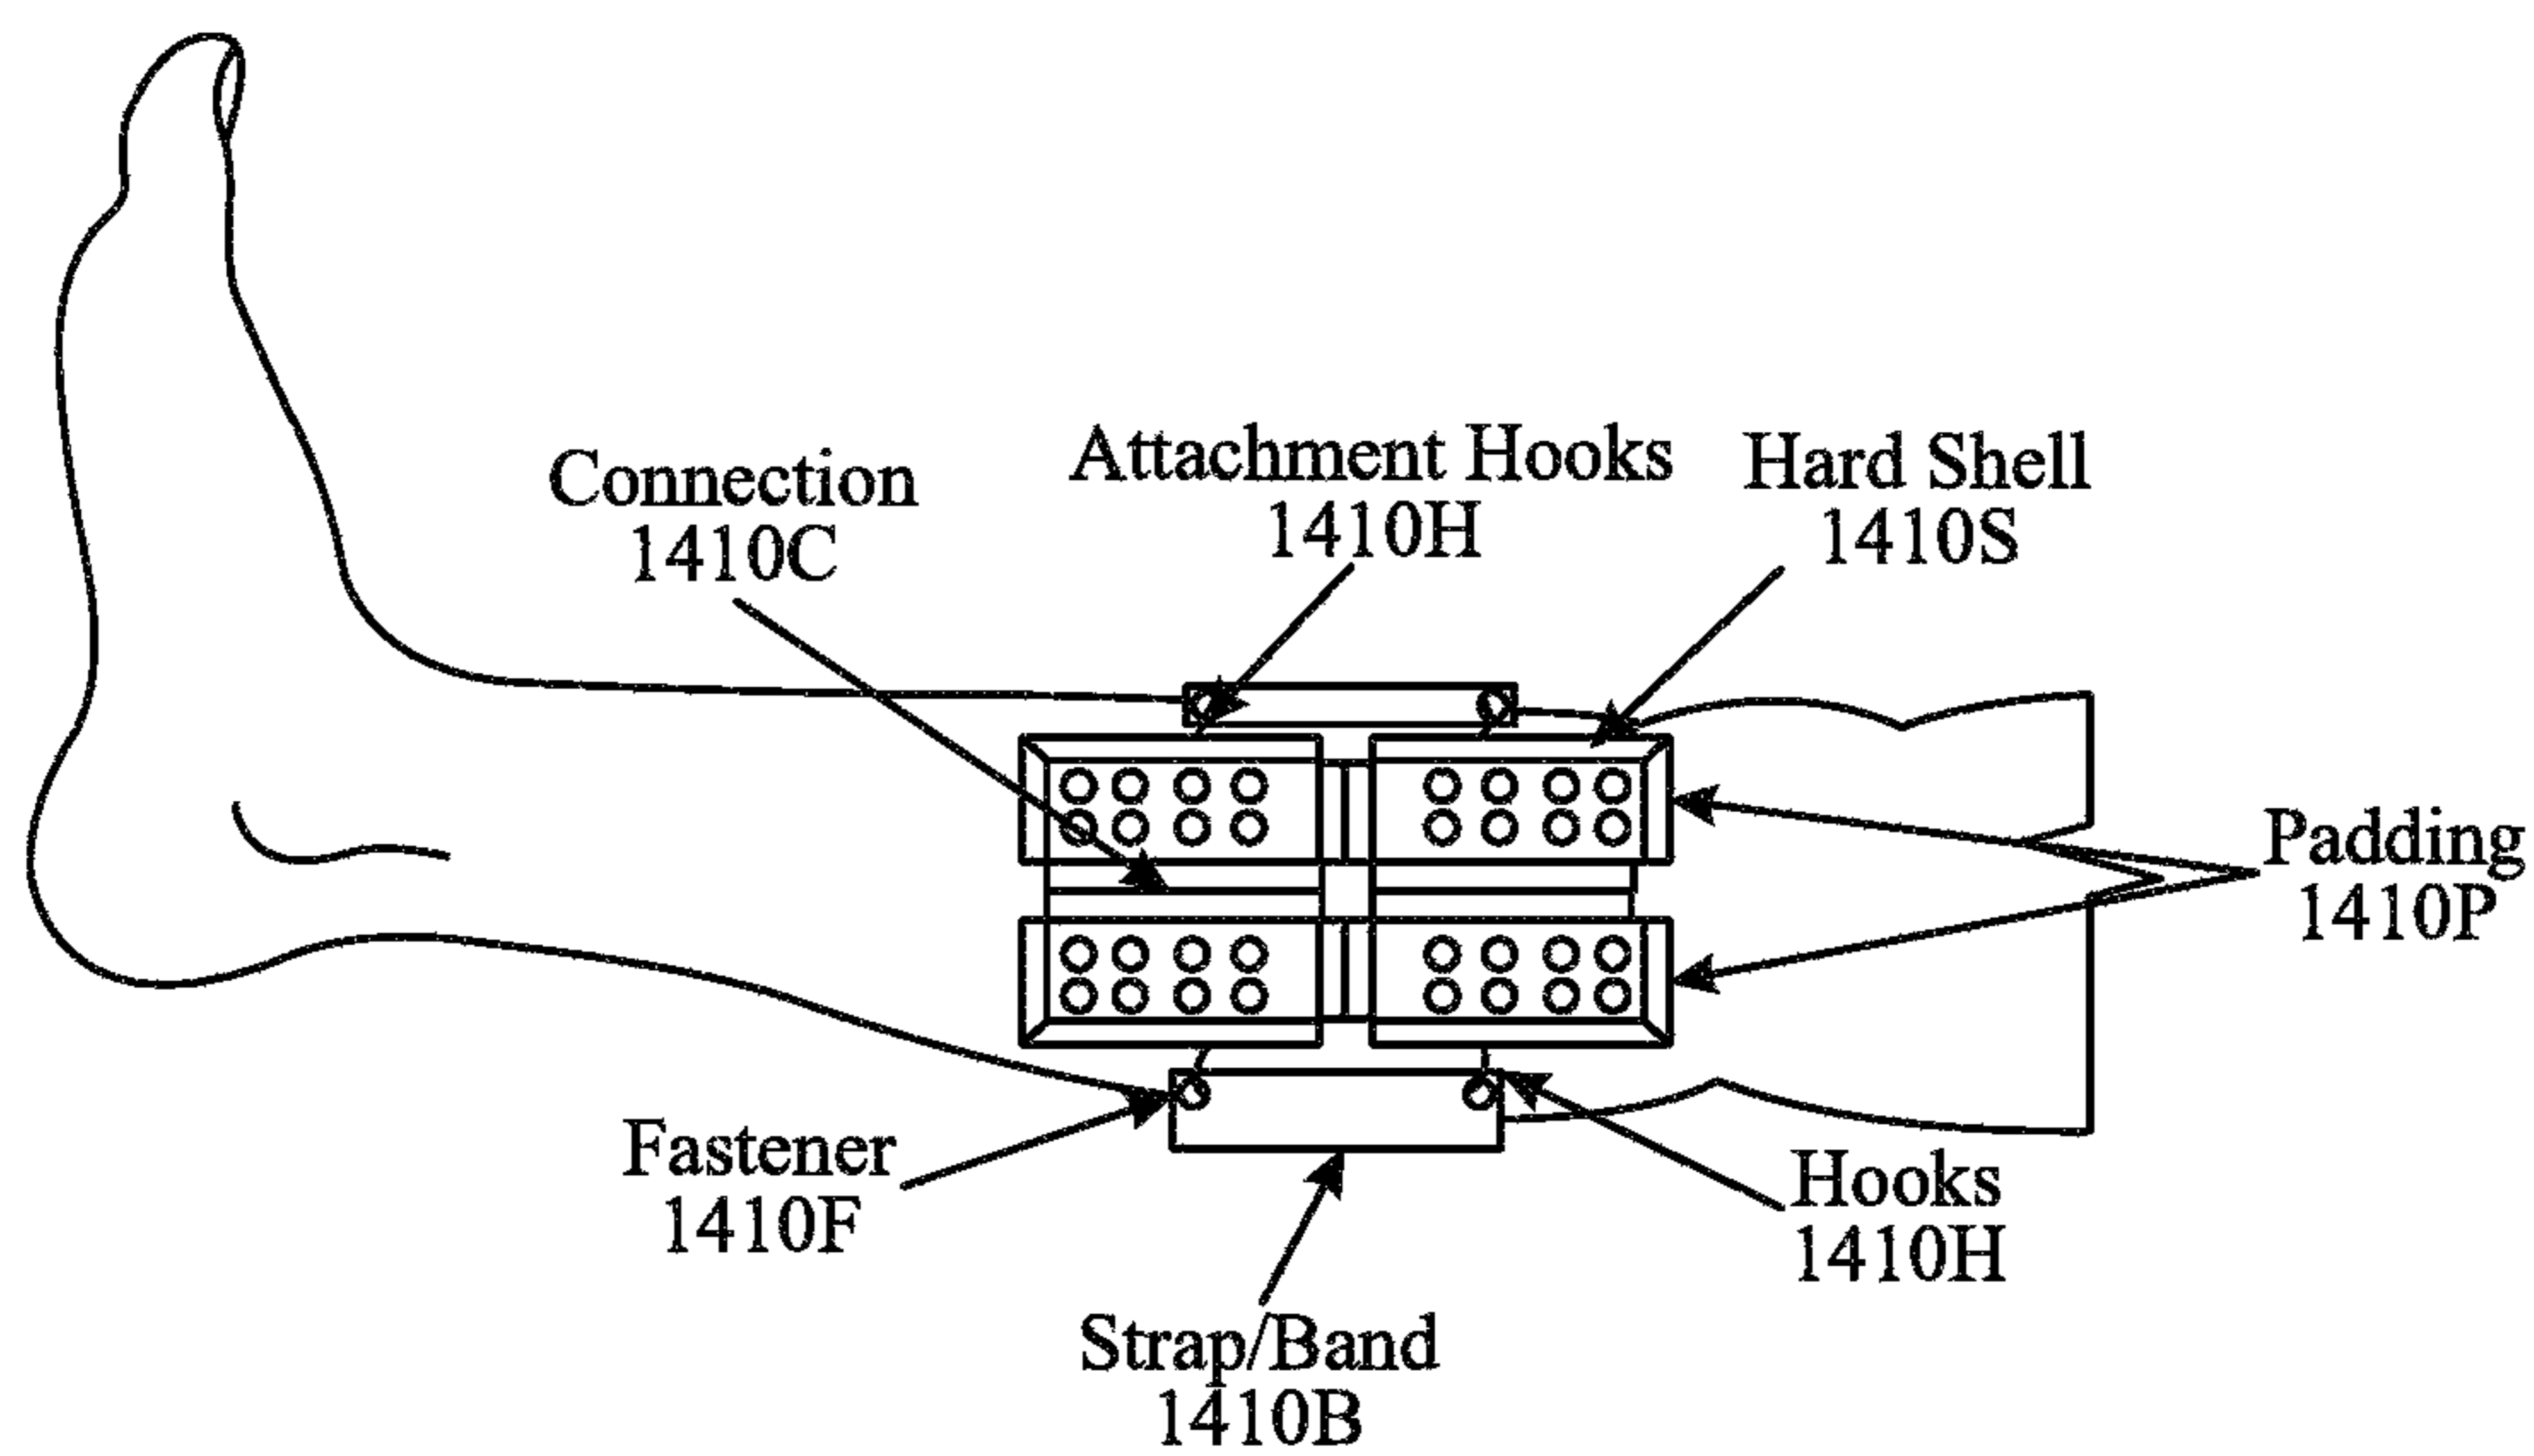 Attachment Hooks
1410H
Hard Shell
1410S
Connection
1410C
Padding
1410P
Fastener
1410F
Hooks
1410H
Strap/Band
1410B